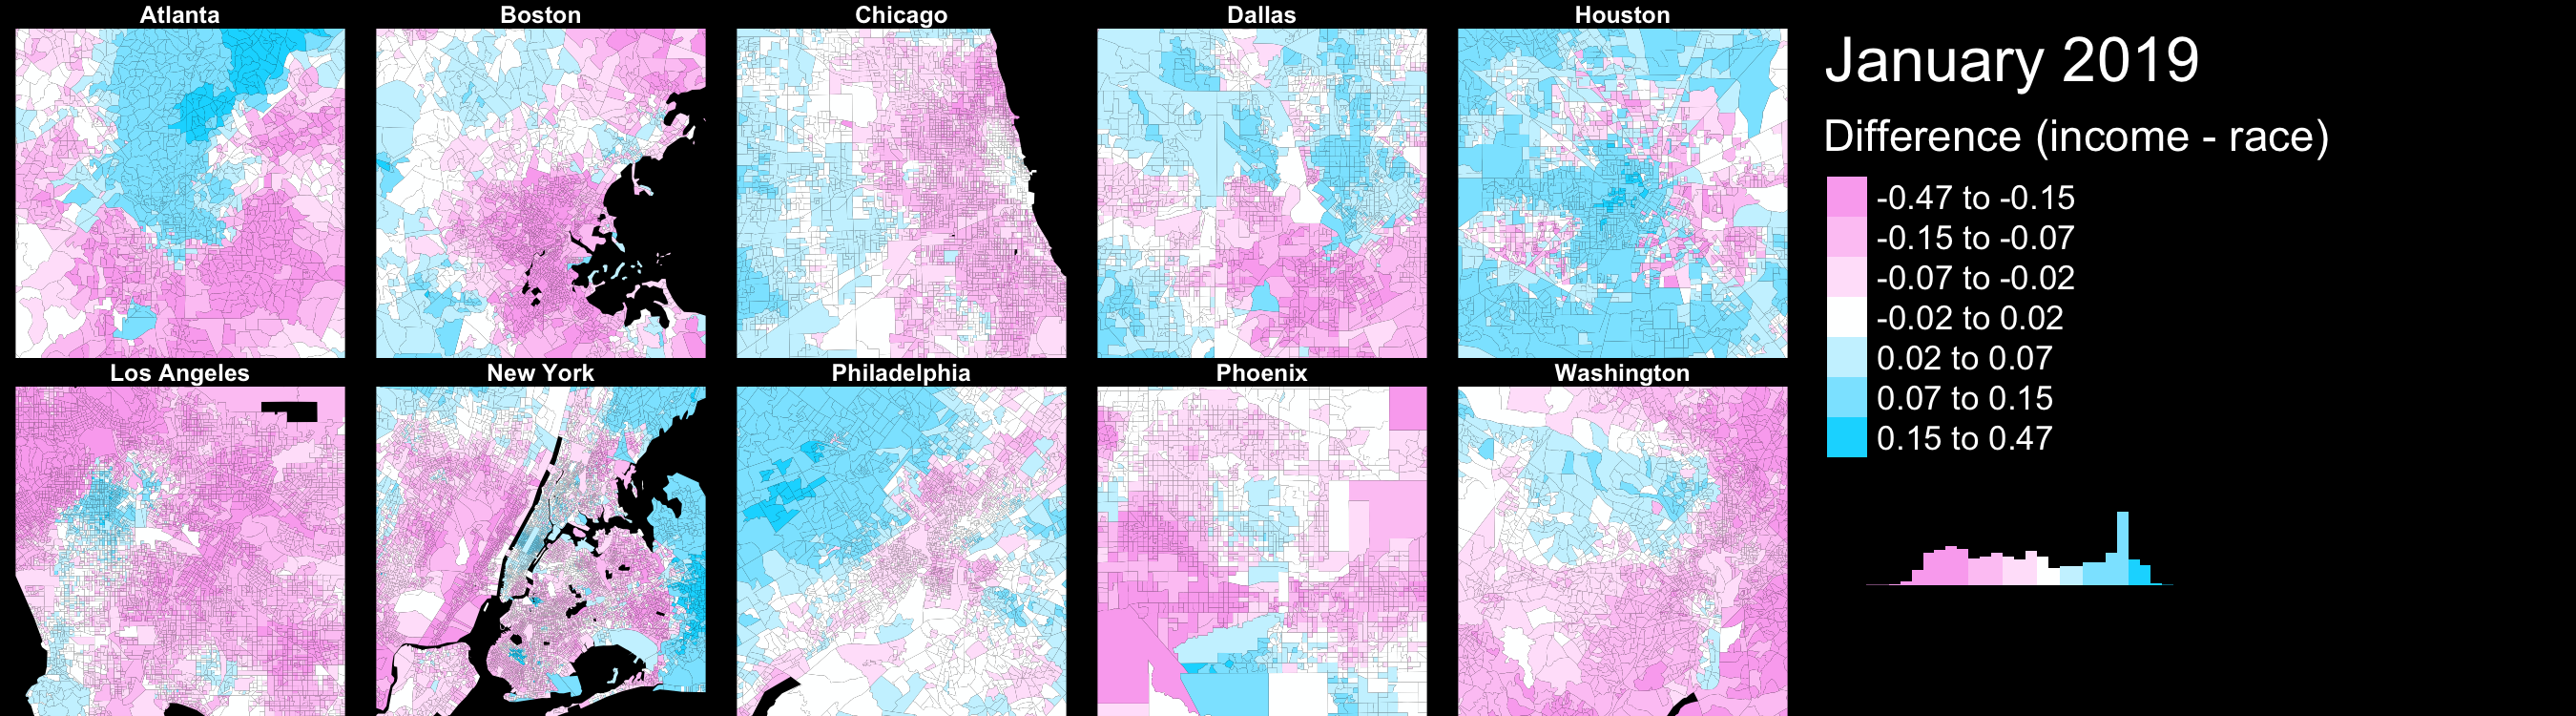 Atlanta
Boston
Chicago
Dallas
Houston
Los Angeles
New York
Philadelphia
Phoenix
Washington
January 2019
Difference (income - race)
-0.47 to -0.15
-0.15 to -0.07
-0.07 to -0.02
-0.02 to 0.02
0.02 to 0.07
0.07 to 0.15
0.15 to 0.47